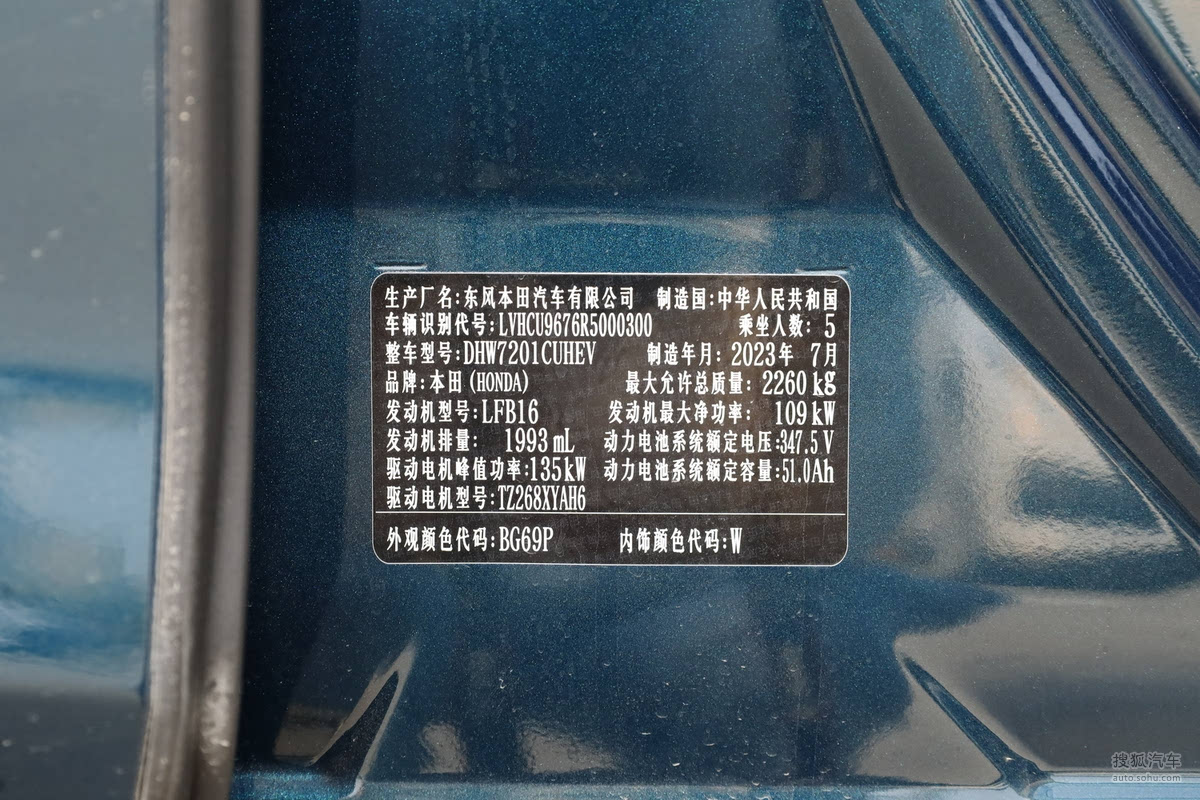 生产厂名:东风本田汽车有限公司 制造国:中华人民共和国
车辆识别代号:LVHCU9676R5000300 乘坐人数: 5
整车型号:DHW7201CUHEV 制造年月: 2023年 7月
品牌:本田(HONDA) 最大允许总质量: 2260 kg
发动机型号:LFB16 发动机最大净功率: 109 kW
发动机排量: 1993 mL 动力电池系统额定电压:347.5 V
驱动电机峰值功率:135kW 动力电池系统额定容量:51.0Ah
驱动电机型号:TZ268XYAH6
外观颜色代码:BG69P 内饰颜色代码:W
搜狐汽车
auto.sohu.com